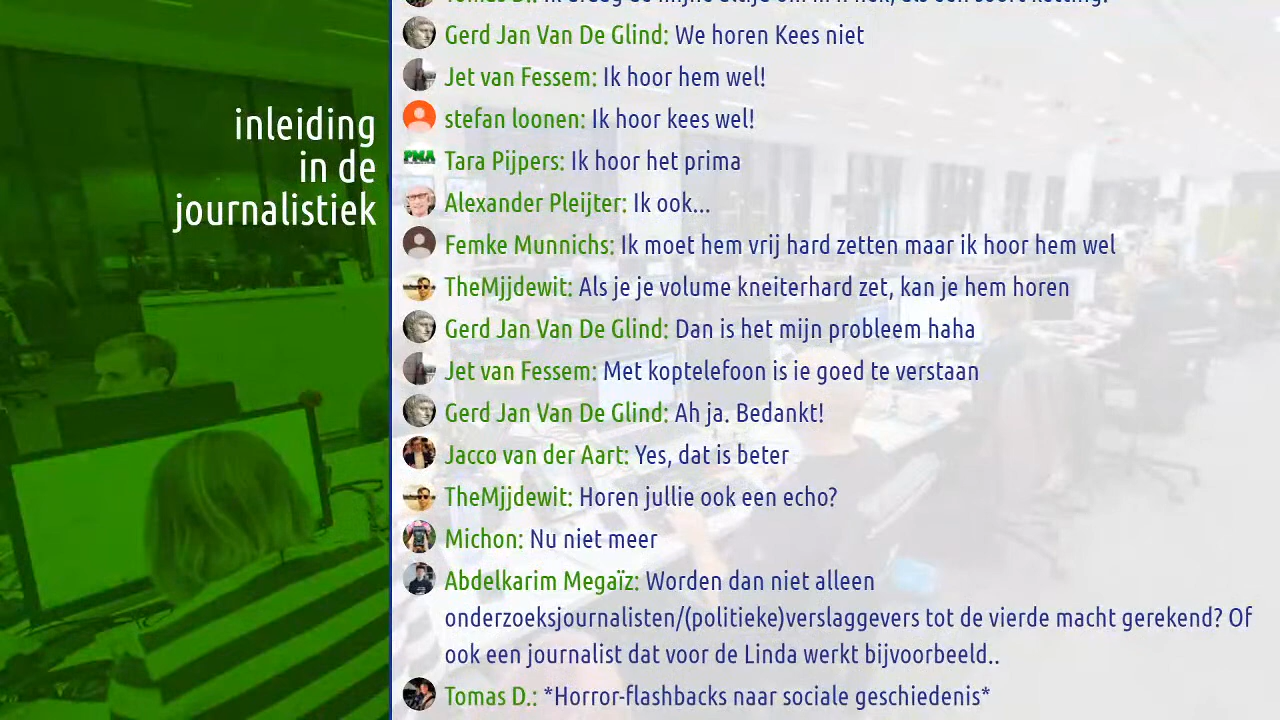 inleiding
in de
journalistiek
Gerd Jan Van De Glind: We horen Kees niet
Jet van Fessem: Ik hoor hem wel!
stefan loonen: Ik hoor kees wel!
PMA
Tara Pijpers: Ik hoor het prima
Alexander Pleijter: Ik ook...
Femke Munnichs: Ik moet hem vrij hard zetten maar ik hoor hem wel
TheMjjdewit: Als je je volume kneiterhard zet, kan je hem horen
Gerd Jan Van De Glind: Dan is het mijn probleem haha
Jet van Fessem: Met koptelefoon is ie goed te verstaan
Gerd Jan Van De Glind: Ah ja. Bedankt!
Jacco van der Aart: Yes, dat is beter
TheMjjdewit: Horen jullie ook een echo?
Michon: Nu niet meer
Abdelkarim Megaïz: Worden dan niet alleen
onderzoeksjournalisten/(politieke)verslaggevers tot de vierde macht gerekend? Of
ook een journalist dat voor de Linda werkt bijvoorbeeld..
Tomas D.: *Horror-flashbacks naar sociale geschiedenis*